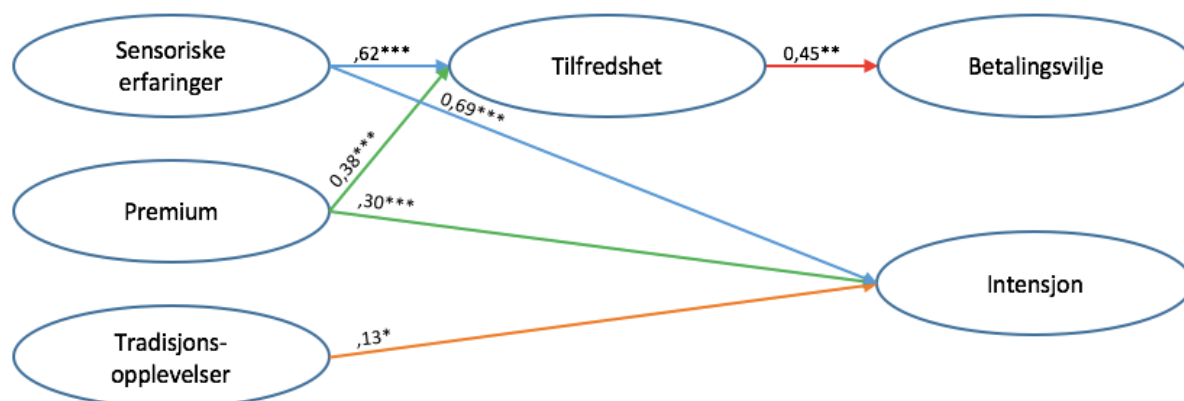 Sensoriske
erfaringer
,62***
Tilfredshet
0,45**
Betalingsvilje
0,69***
0,38***
Premium
,30***
Intensjon
Tradisjons-
opplevelser
,13*